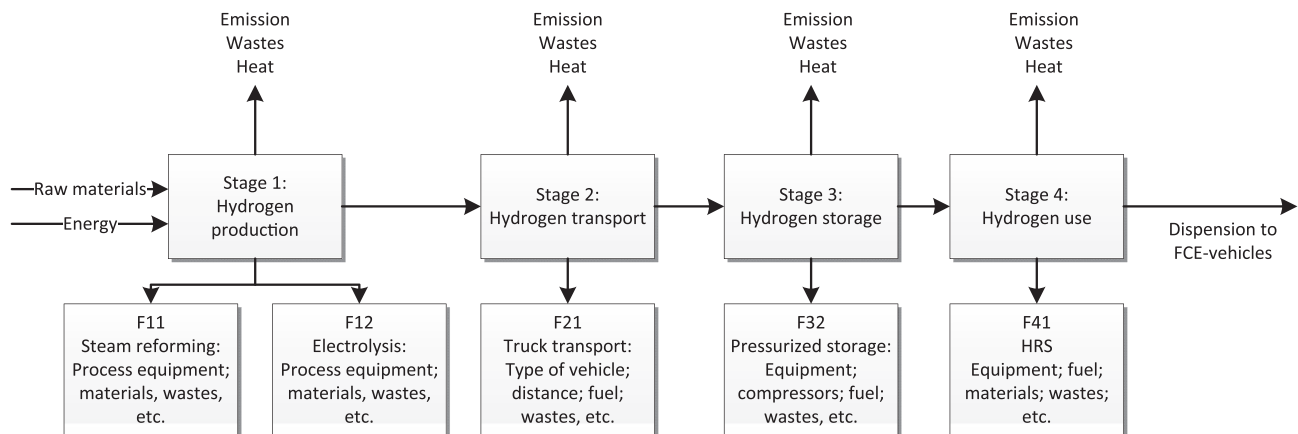 Emission
Wastes
Heat
Emission
Wastes
Heat
Emission
Wastes
Heat
Emission
Wastes
Heat
Raw materials
Energy
Stage 1:
Hydrogen
production
Stage 2:
Hydrogen transport
Stage 3:
Hydrogen storage
Stage 4:
Hydrogen use
Dispension to
FCE-vehicles
F11
Steam reforming:
Process equipment;
materials, wastes,
etc.
F12
Electrolysis:
Process equipment;
materials, wastes,
etc.
F21
Truck transport:
Type of vehicle;
distance; fuel;
wastes, etc.
F32
Pressurized storage:
Equipment;
compressors; fuel;
wastes, etc.
F41
HRS
Equipment; fuel;
materials; wastes;
etc.